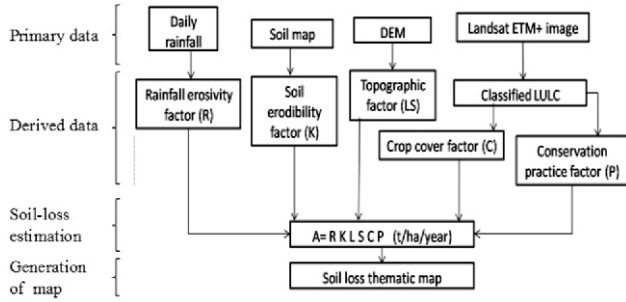 Primary data
Daily
rainfall
Soil map
DEM
Landsat ETM+ image
Derived data
Rainfall erosivity
factor (R)
Soil
erodibility
factor (K)
Topographic
factor (LS)
Classified LULC
Crop cover factor (C)
Conservation
practice factor (P)
Soil-loss
estimation
A= R K L S C P (t/ha/year)
Generation
of map
Soil loss thematic map